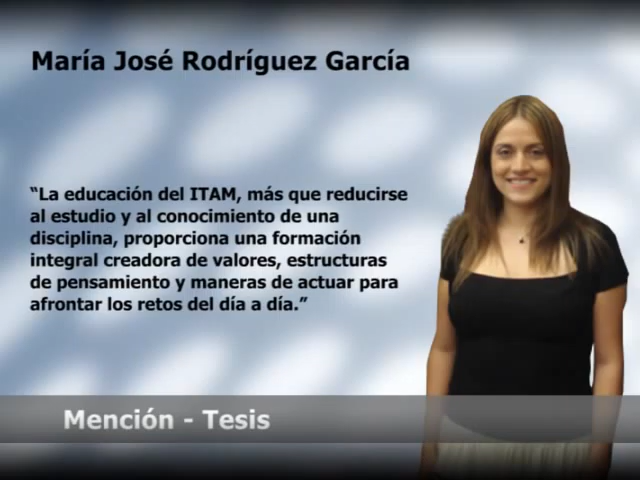 María José Rodríguez García
“La educación del ITAM, más que reducirse
al estudio y al conocimiento de una
disciplina, proporciona una formación
integral creadora de valores, estructuras
de pensamiento y maneras de actuar para
afrontar los retos del día a día.”
Mención - Tesis